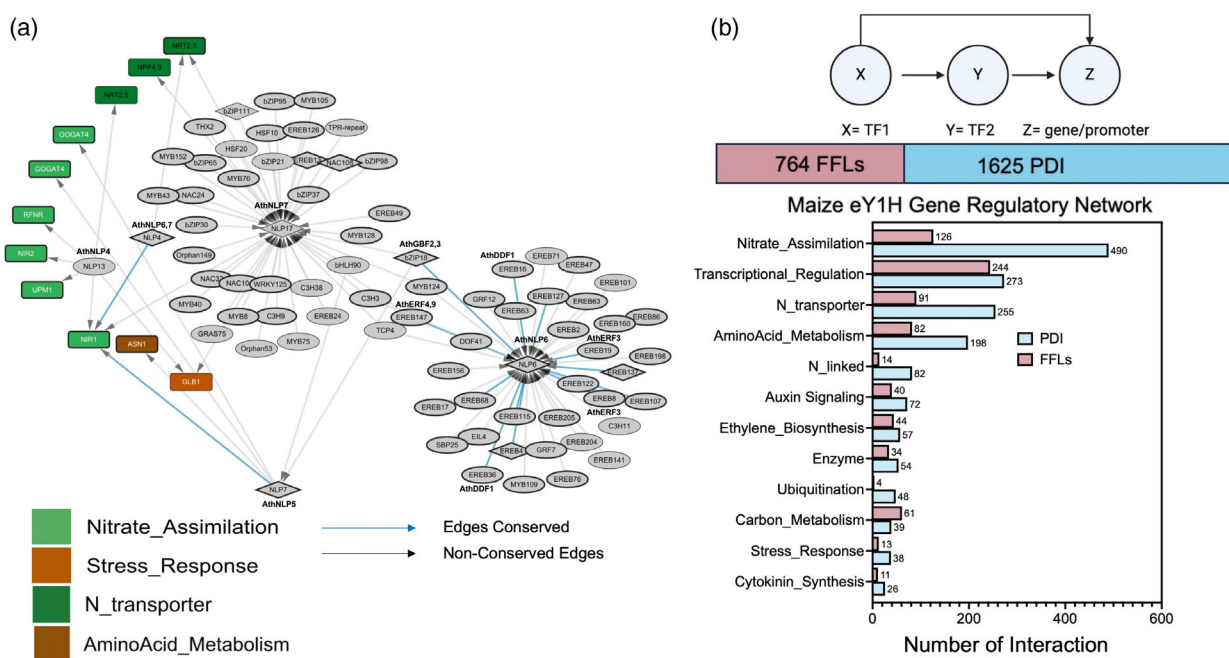 (a)
NRT2.1
NPF4.9
NRT2.5
GOGAT4
GOGAT4
RFNR
NIR2
UPM1
NIR1
ASN1
GLB1
AthNLP4
NLP13
AthNLP6,7
NLP4
AthNLP7
NLP17
bZIP95
MYB105
bZIP111
THX2
HSF10
EREB126
TPR-repeat
HSF20
MYB152
bZIP65
bZIP21
NAC108
bZIP98
MYB76
MYB43
NAC24
bZIP37
bZIP30
EREB49
MYB128
Orphan149
AthGBF2,3
bZIP18
bHLH90
WRKY125
C3H38
MYB124
C3H3
MYB40
MYB8
C3H9
EREB24
GRAS75
Orphan53
MYB75
TCP4
AthERF4,9
EREB147
DOF41
AthDDF1
EREB16
EREB71
EREB47
EREB101
GRF12
EREB127
EREB63
EREB63
EREB2
EREB160
EREB86
AthERF3
AthNLP6
NLP6
EREB19
EREB198
EREB156
EREB137
EREB122
EREB17
EREB68
EREB8
EREB107
AthERF3
EREB115
EREB205
C3H11
SBP25
EIL4
EREB4
GRF7
EREB204
EREB141
EREB36
AthDDF1
MYB109
EREB76
NLP7
AthNLP5
Nitrate_Assimilation
Stress_Response
N_transporter
AminoAcid_Metabolism
Edges Conserved
Non-Conserved Edges
(b)
X
Y
Z
X= TF1 Y= TF2 Z= gene/promoter
764 FFLs 1625 PDI
Maize eY1H Gene Regulatory Network
Nitrate_Assimilation 126 490
Transcriptional_Regulation 244 273
N_transporter 91 255
AminoAcid_Metabolism 82 198
N_linked 14 82
Auxin Signaling 40 72
Ethylene_Biosynthesis 44 57
Enzyme 34 54
Ubiquitination 4 48
Carbon_Metabolism 61 39
Stress_Response 13 38
Cytokinin_Synthesis 11 26
PDI
FFLs
0 200 400 600
Number of Interaction